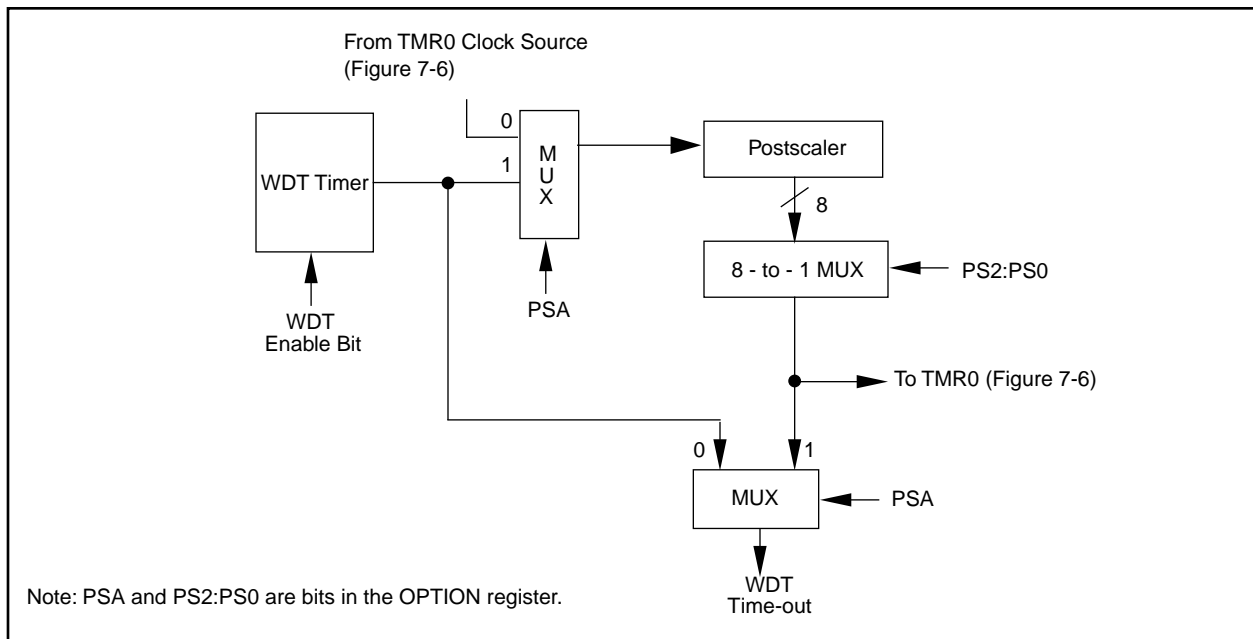 From TMR0 Clock Source
(Figure 7-6)
0
1
M
U
X
WDT Timer
Postscaler
8
8 - to - 1 MUX
PS2:PS0
PSA
WDT
Enable Bit
To TMR0 (Figure 7-6)
0
1
MUX
PSA
WDT
Time-out
Note: PSA and PS2:PS0 are bits in the OPTION register.